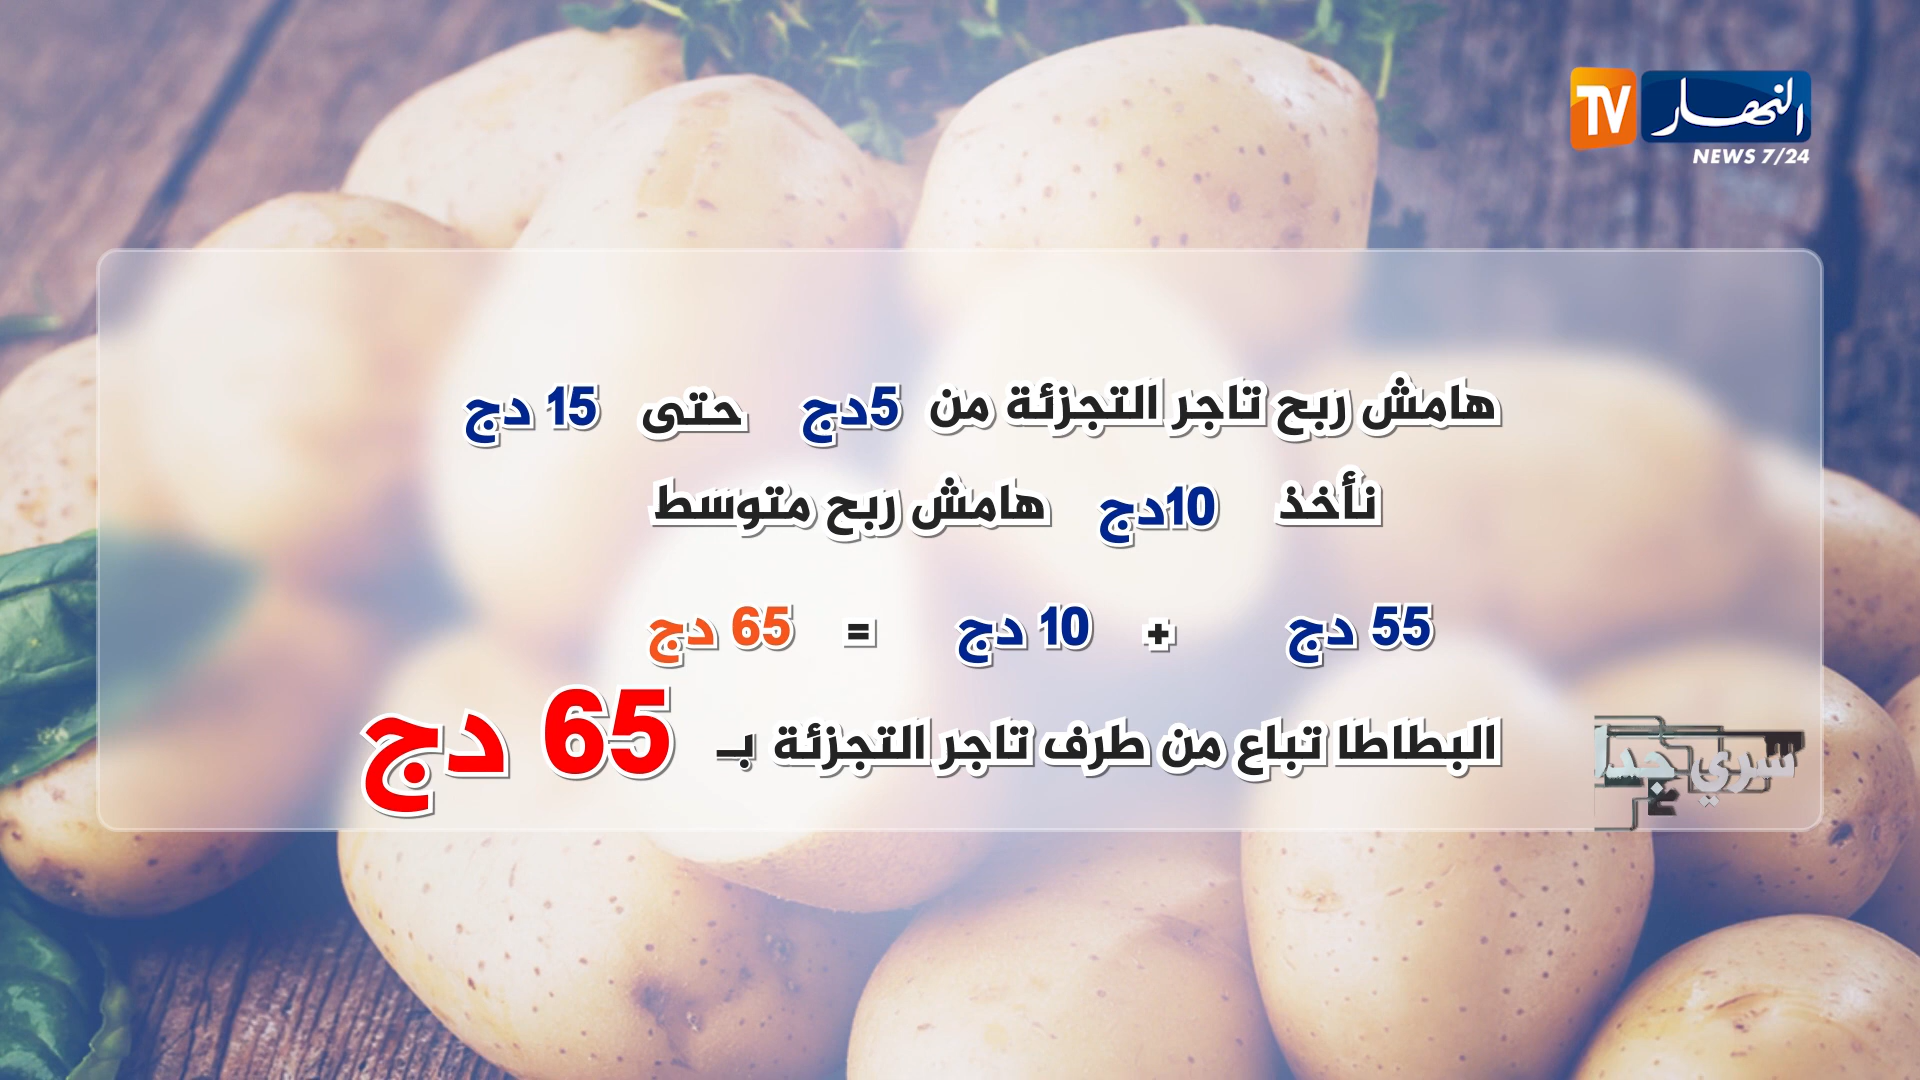 النهار TV
NEWS 7/24
هامش ربح تاجر التجزئة من 5دج حتى 15 دج
نأخذ 10دج هامش ربح متوسط
55 دج + 10 دج = 65 دج
البطاطا تباع من طرف تاجر التجزئة بـ 65 دج
سري جدا